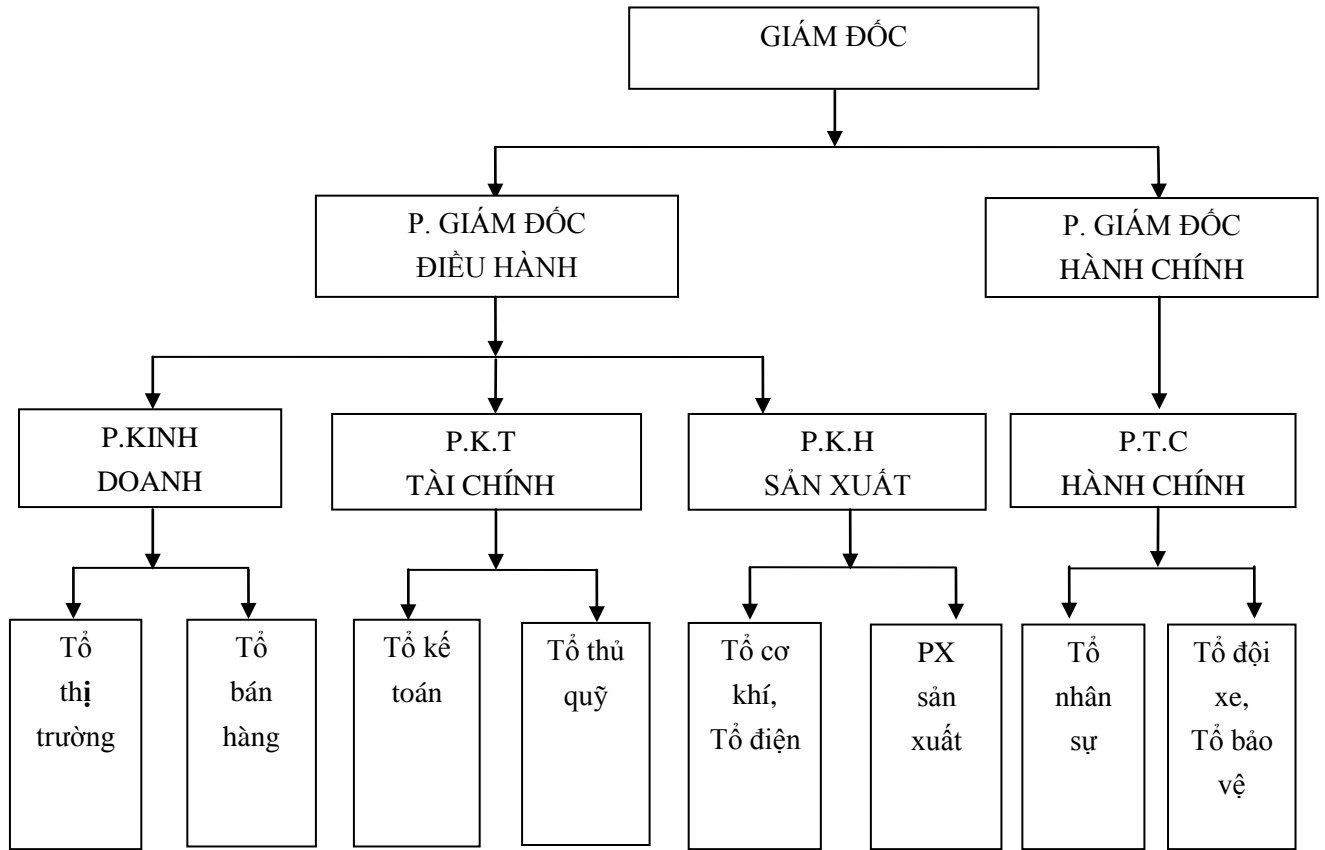 GIÁM ĐỐC
P. GIÁM ĐỐC
ĐIỀU HÀNH
P. GIÁM ĐỐC
HÀNH CHÍNH
P.KINH
DOANH
P.K.T
TÀI CHÍNH
P.K.H
SẢN XUẤT
P.T.C
HÀNH CHÍNH
Tổ
thị
trường
Tổ
bán
hàng
Tổ kế
toán
Tổ thủ
quỹ
Tổ cơ
khí,
Tổ điện
PX
sản
xuất
Tổ
nhân
sự
Tổ đội
xe,
Tổ bảo
vệ